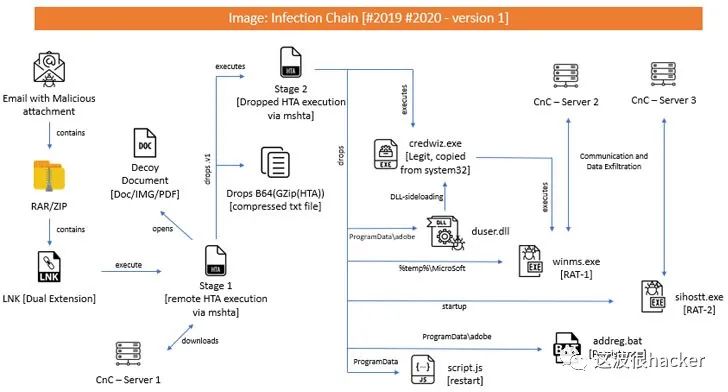 Image: Infection Chain [#2019 #2020 - version 1]
Email with Malicious
attachment
contains
RAR/ZIP
contains
LNK
LNK [Dual Extension]
execute
DOC
Decoy
Document
[Doc/IMG/PDF]
opens
HTA
Stage 1
[remote HTA execution
via mshta]
downloads
CnC – Server 1
executes
drops v1
HTA
Stage 2
[Dropped HTA execution
via mshta]
Drops B64(GZip(HTA))
[compressed txt file]
drops
executes
EXE
credwiz.exe
[Legit, copied
from system32]
DLL-sideloading
ProgramData\adobe
DLL
duser.dll
executes
%temp%\MicroSoft
EXE
winms.exe
[RAT-1]
CnC – Server 2
CnC – Server 3
Communication and
Data Exfiltration
startup
EXE
sihostt.exe
[RAT-2]
ProgramData\adobe
BAT
addreg.bat
ProgramData
{···}
script.js
[restart]
这波很hacker